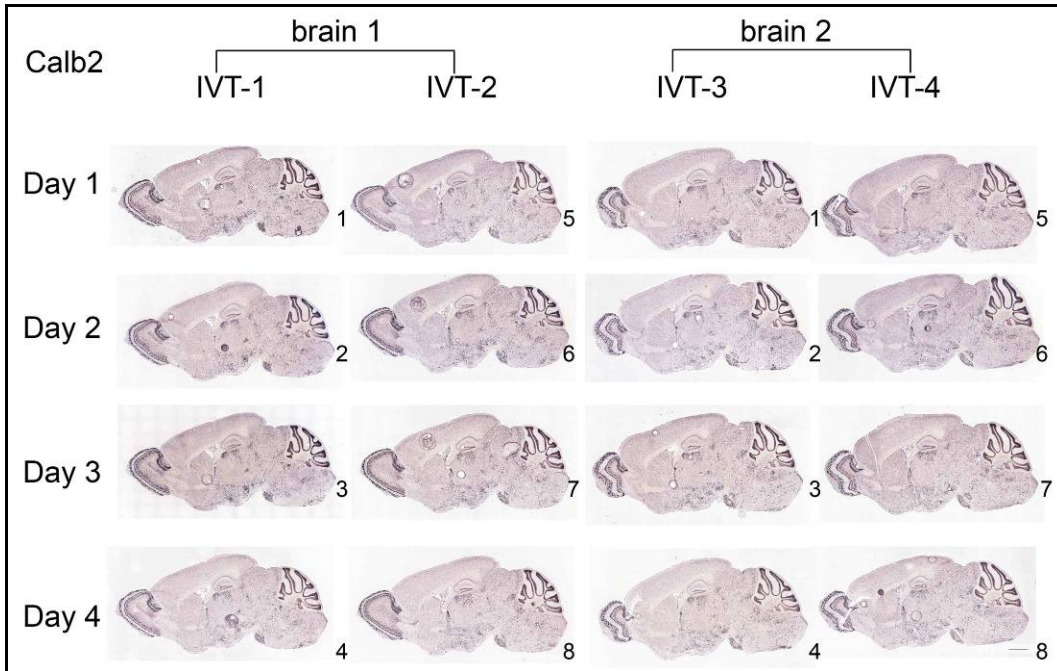 brain 1 brain 2
Calb2
IVT-1 IVT-2 IVT-3 IVT-4
Day 1 1 5 1 5
Day 2 2 6 2 6
Day 3 3 7 3 7
Day 4 4 8 4 8